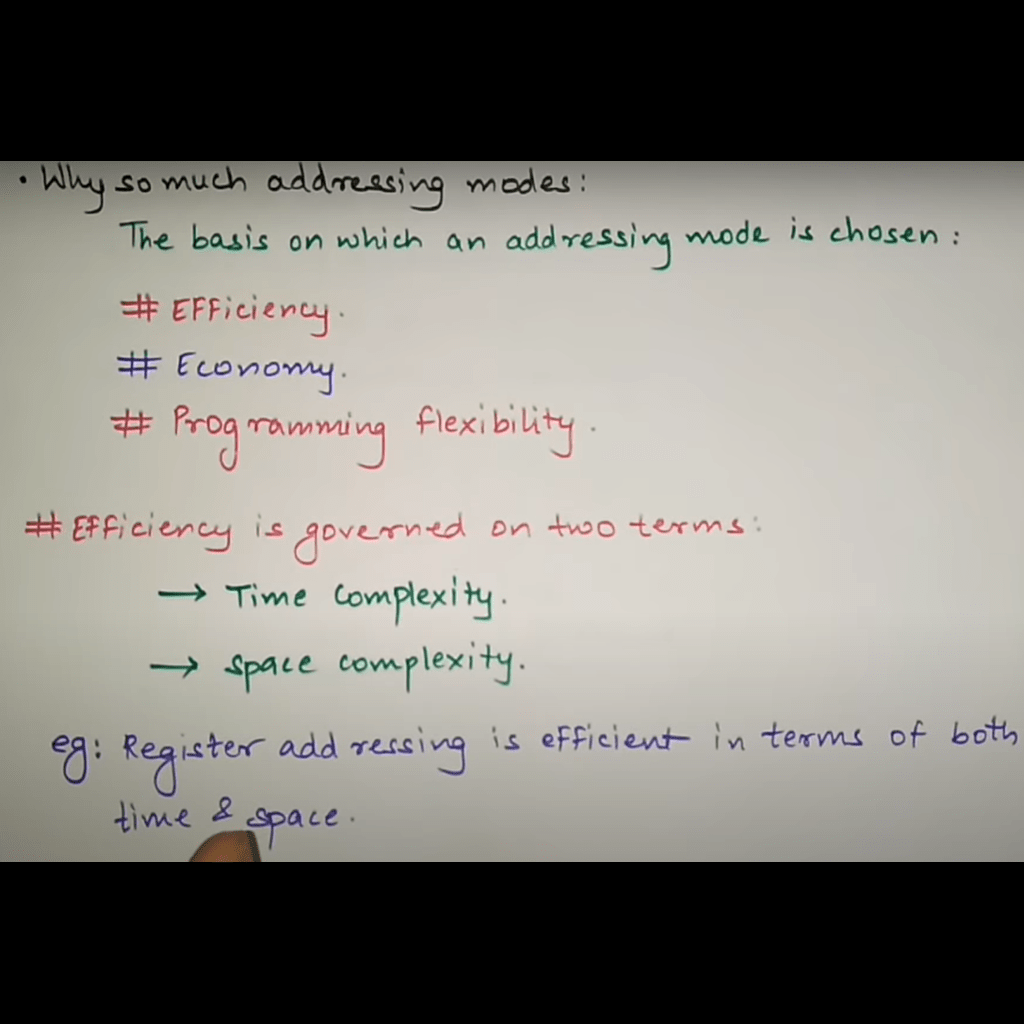 • Why so much addressing modes:
The basis on which an addressing mode is chosen:
# Efficiency.
# Economy.
# Programming flexibility.
# Efficiency is governed on two terms:
→ Time complexity.
→ space complexity.
eg: Register addressing is efficient in terms of both
time & space.